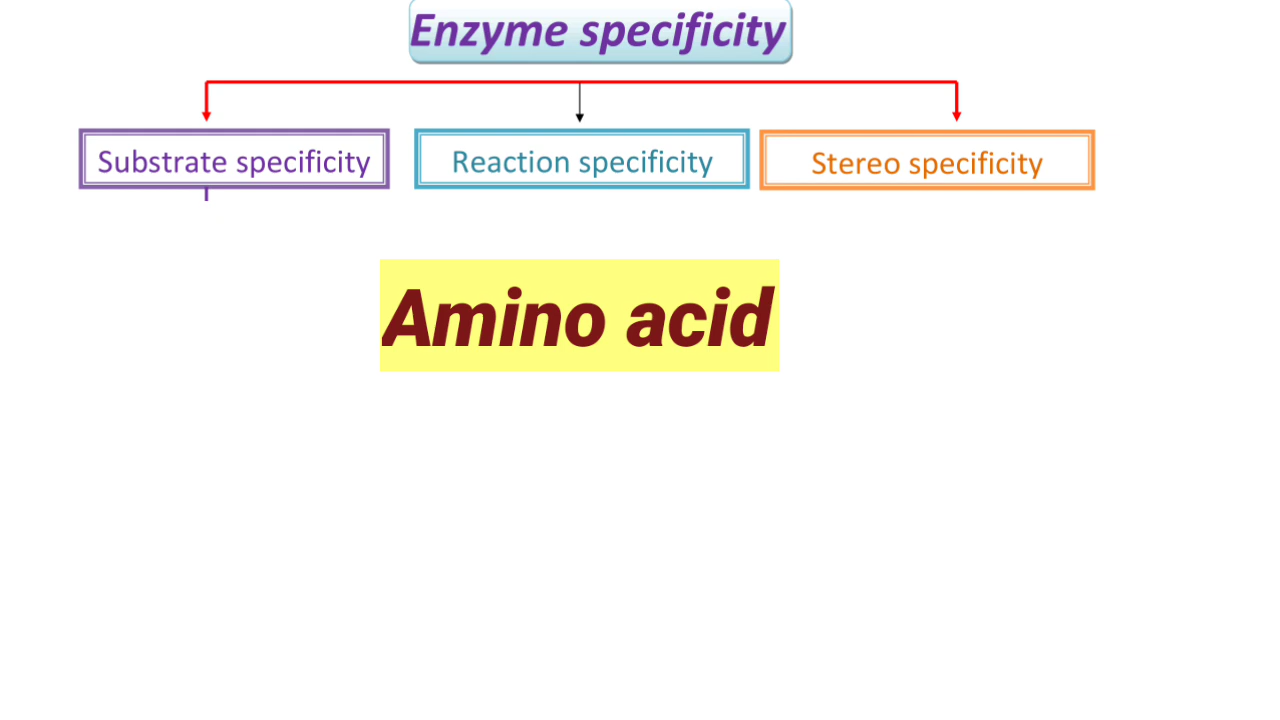 Enzyme specificity
Substrate specificity
Reaction specificity
Stereo specificity
Amino acid